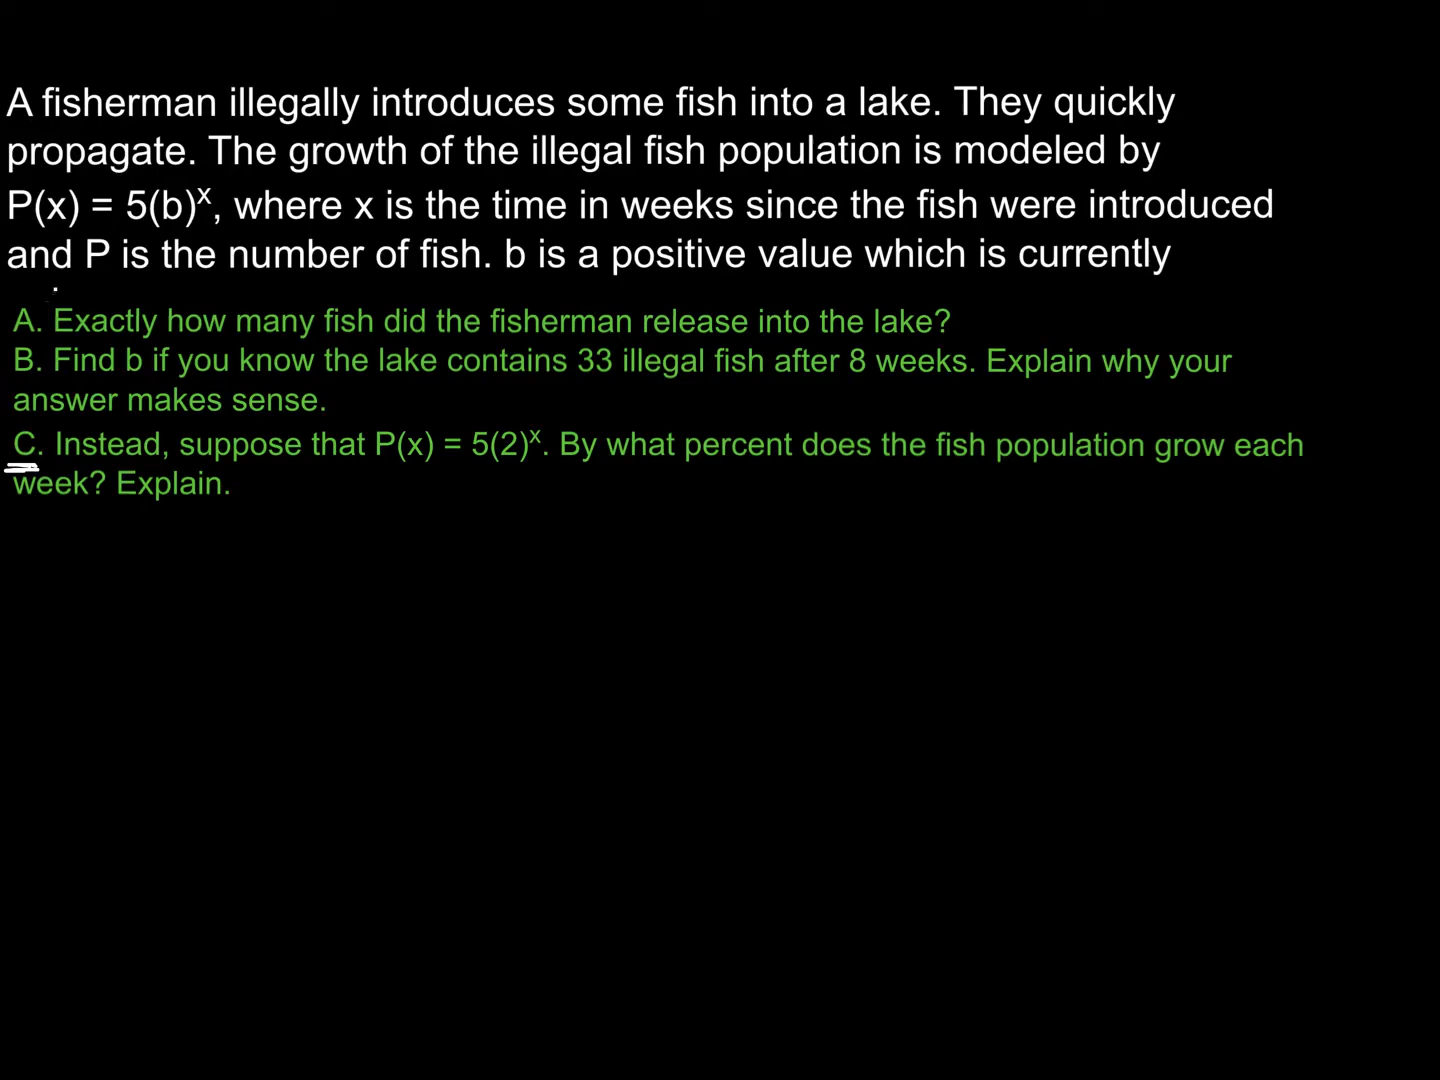 A fisherman illegally introduces some fish into a lake. They quickly
propagate. The growth of the illegal fish population is modeled by
P(x) = 5(b)ˣ, where x is the time in weeks since the fish were introduced
and P is the number of fish. b is a positive value which is currently
A. Exactly how many fish did the fisherman release into the lake?
B. Find b if you know the lake contains 33 illegal fish after 8 weeks. Explain why your
answer makes sense.
C. Instead, suppose that P(x) = 5(2)ˣ. By what percent does the fish population grow each
week? Explain.